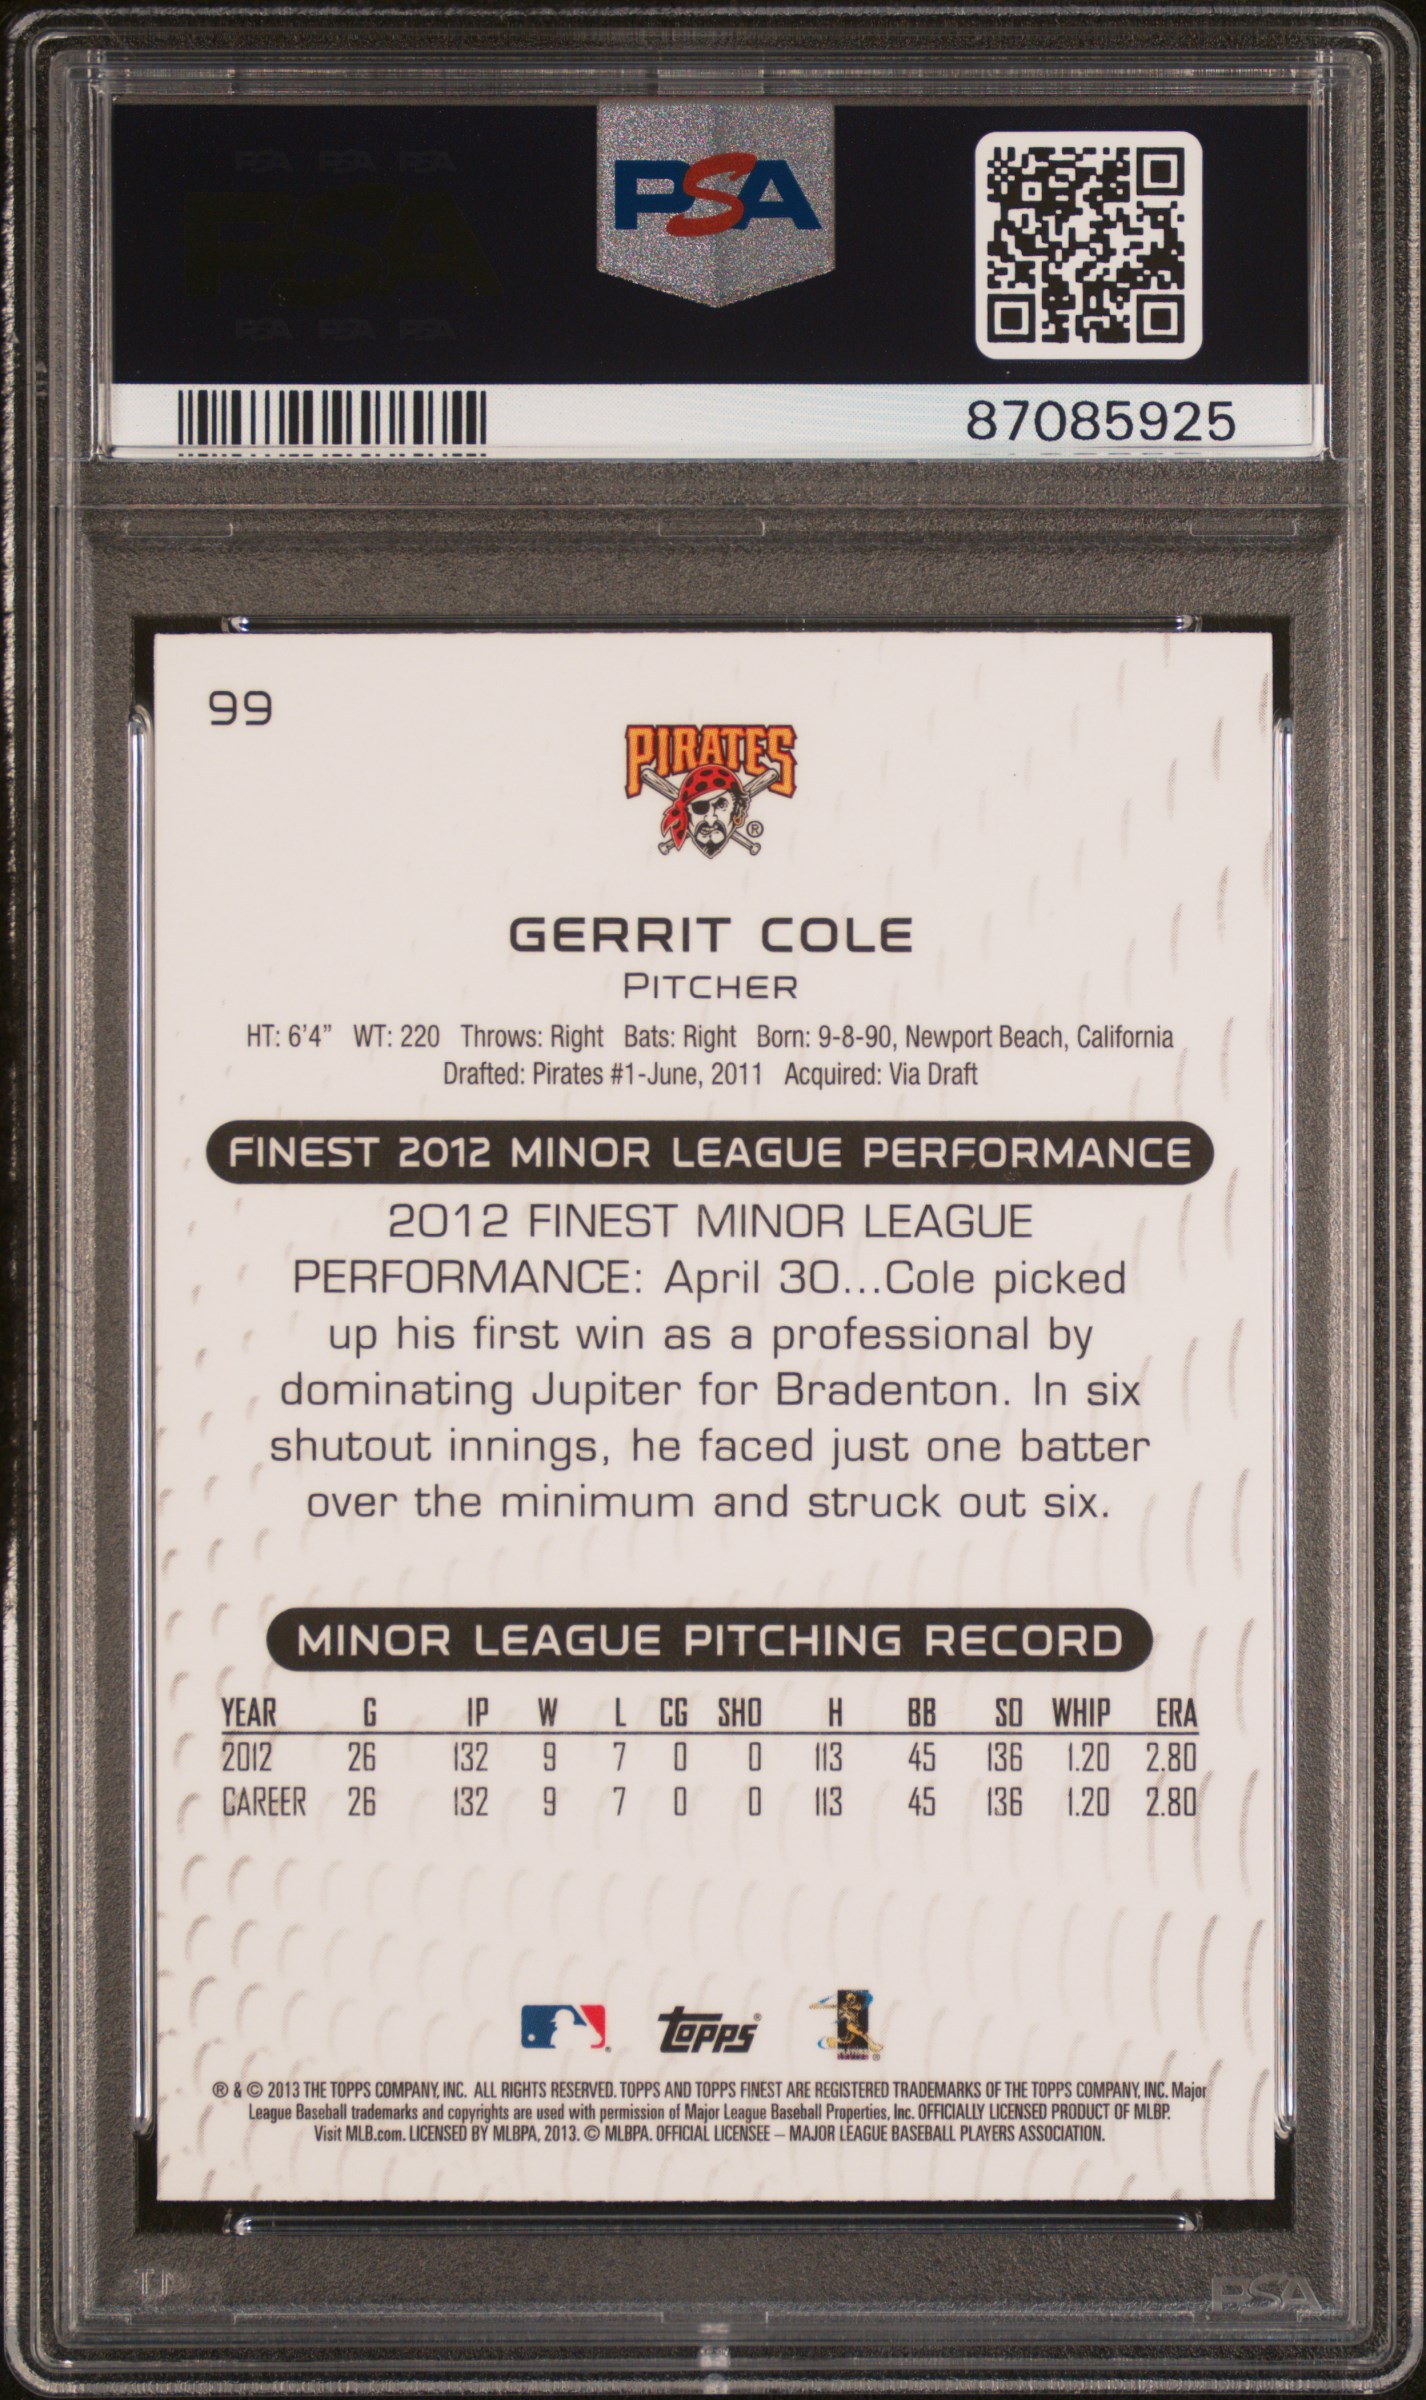 PSA PSA PSA
PSA
PSA
PSA PSA PSA
87085925
99
PIRATES
®
GERRIT COLE
PITCHER
HT: 6'4" WT: 220 Throws: Right Bats: Right Born: 9-8-90, Newport Beach, California
Drafted: Pirates #1-June, 2011 Acquired: Via Draft
FINEST 2012 MINOR LEAGUE PERFORMANCE
2012 FINEST MINOR LEAGUE
PERFORMANCE: April 30...Cole picked
up his first win as a professional by
dominating Jupiter for Bradenton. In six
shutout innings, he faced just one batter
over the minimum and struck out six.
MINOR LEAGUE PITCHING RECORD
YEAR G IP W L CG SHO H BB SO WHIP ERA
2012 26 132 9 7 0 0 113 45 136 1.20 2.80
CAREER 26 132 9 7 0 0 113 45 136 1.20 2.80
topps®
PLAYERS
® & © 2013 THE TOPPS COMPANY, INC. ALL RIGHTS RESERVED. TOPPS AND TOPPS FINEST ARE REGISTERED TRADEMARKS OF THE TOPPS COMPANY, INC. Major
League Baseball trademarks and copyrights are used with permission of Major League Baseball Properties, Inc. OFFICIALLY LICENSED PRODUCT OF MLBP.
Visit MLB.com. LICENSED BY MLBPA, 2013. © MLBPA. OFFICIAL LICENSEE – MAJOR LEAGUE BASEBALL PLAYERS ASSOCIATION.
PSA